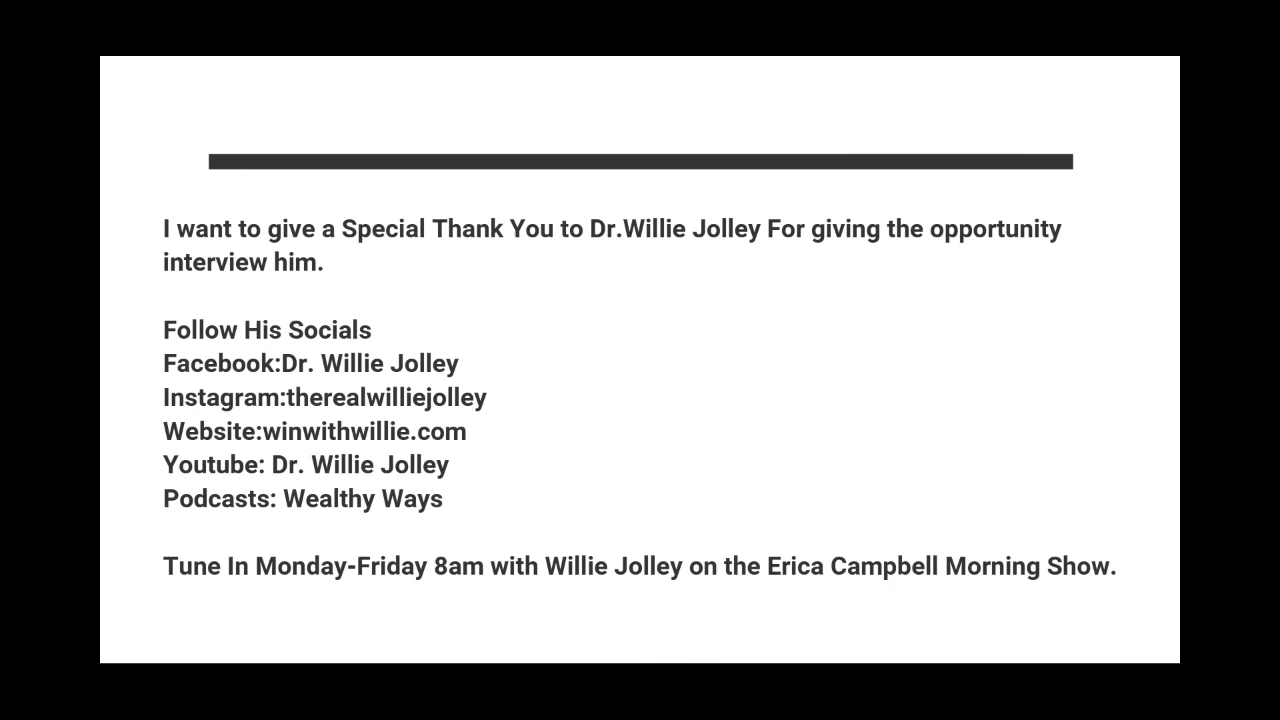 I want to give a Special Thank You to Dr.Willie Jolley For giving the opportunity
interview him.
Follow His Socials
Facebook:Dr. Willie Jolley
Instagram:therealwilliejolley
Website:winwithwillie.com
Youtube: Dr. Willie Jolley
Podcasts: Wealthy Ways
Tune In Monday-Friday 8am with Willie Jolley on the Erica Campbell Morning Show.